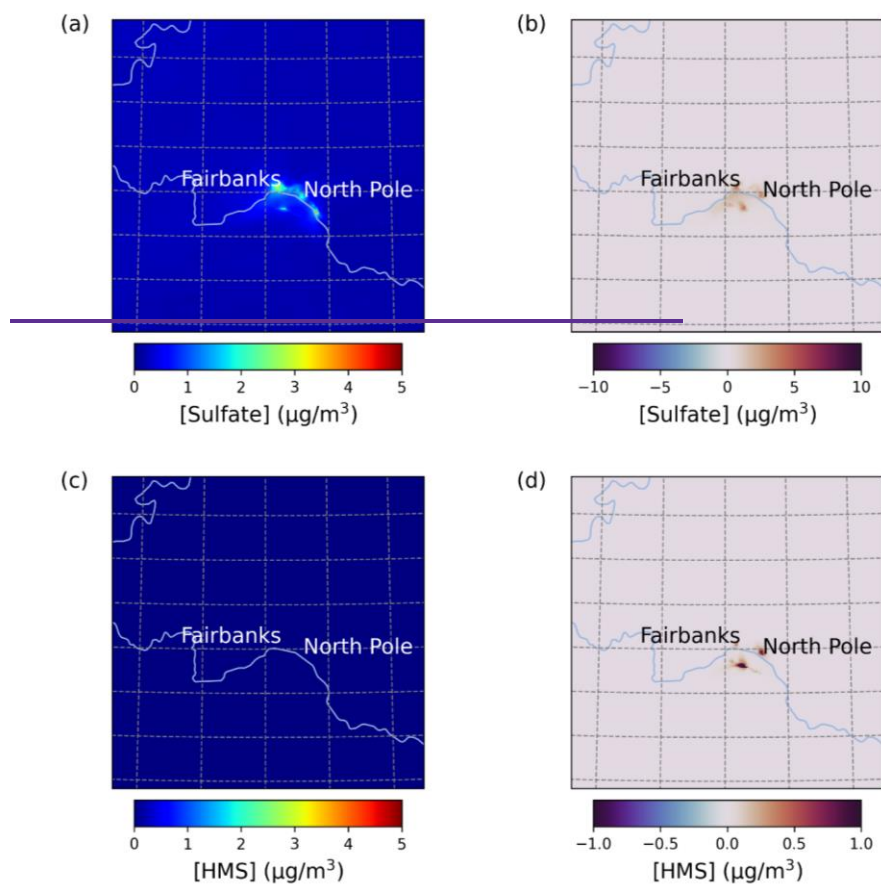 (a)
(b)
Fairbanks
North Pole
Fairbanks
North Pole
0 1 2 3 4 5
−10 −5 0 5 10
[Sulfate] (μg/m³)
[Sulfate] (μg/m³)
(c)
(d)
Fairbanks
North Pole
Fairbanks
North Pole
0 1 2 3 4 5
−1.0 −0.5 0.0 0.5 1.0
[HMS] (μg/m³)
[HMS] (μg/m³)